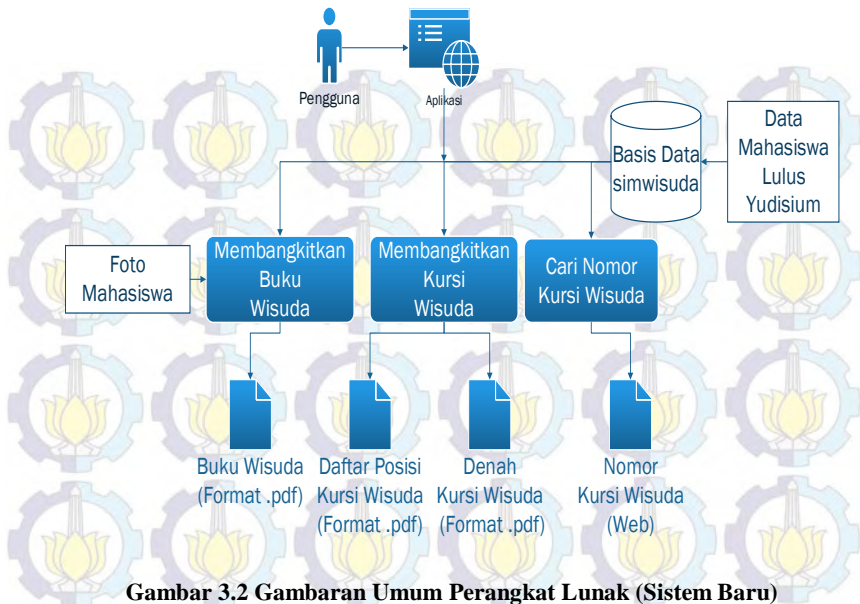 Pengguna
Aplikasi
Basis Data
simwisuda
Data
Mahasiswa
Lulus
Yudisium
Foto
Mahasiswa
Membangkitkan
Buku
Wisuda
Membangkitkan
Kursi
Wisuda
Cari Nomor
Kursi Wisuda
Buku Wisuda
(Format .pdf)
Daftar Posisi
Kursi Wisuda
(Format .pdf)
Denah
Kursi Wisuda
(Format .pdf)
Nomor
Kursi Wisuda
(Web)
Gambar 3.2 Gambaran Umum Perangkat Lunak (Sistem Baru)